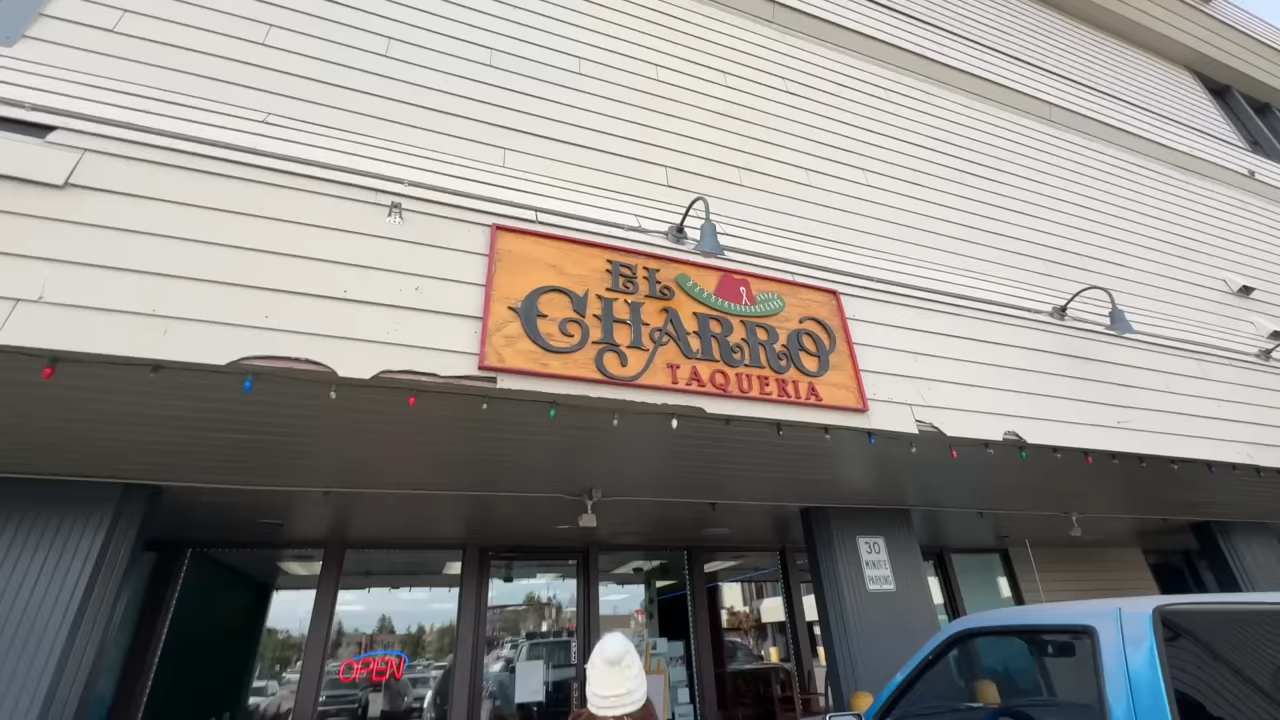 EL
CHARRO
TAQUERIA
30
MINUTE
PARKING
OPEN